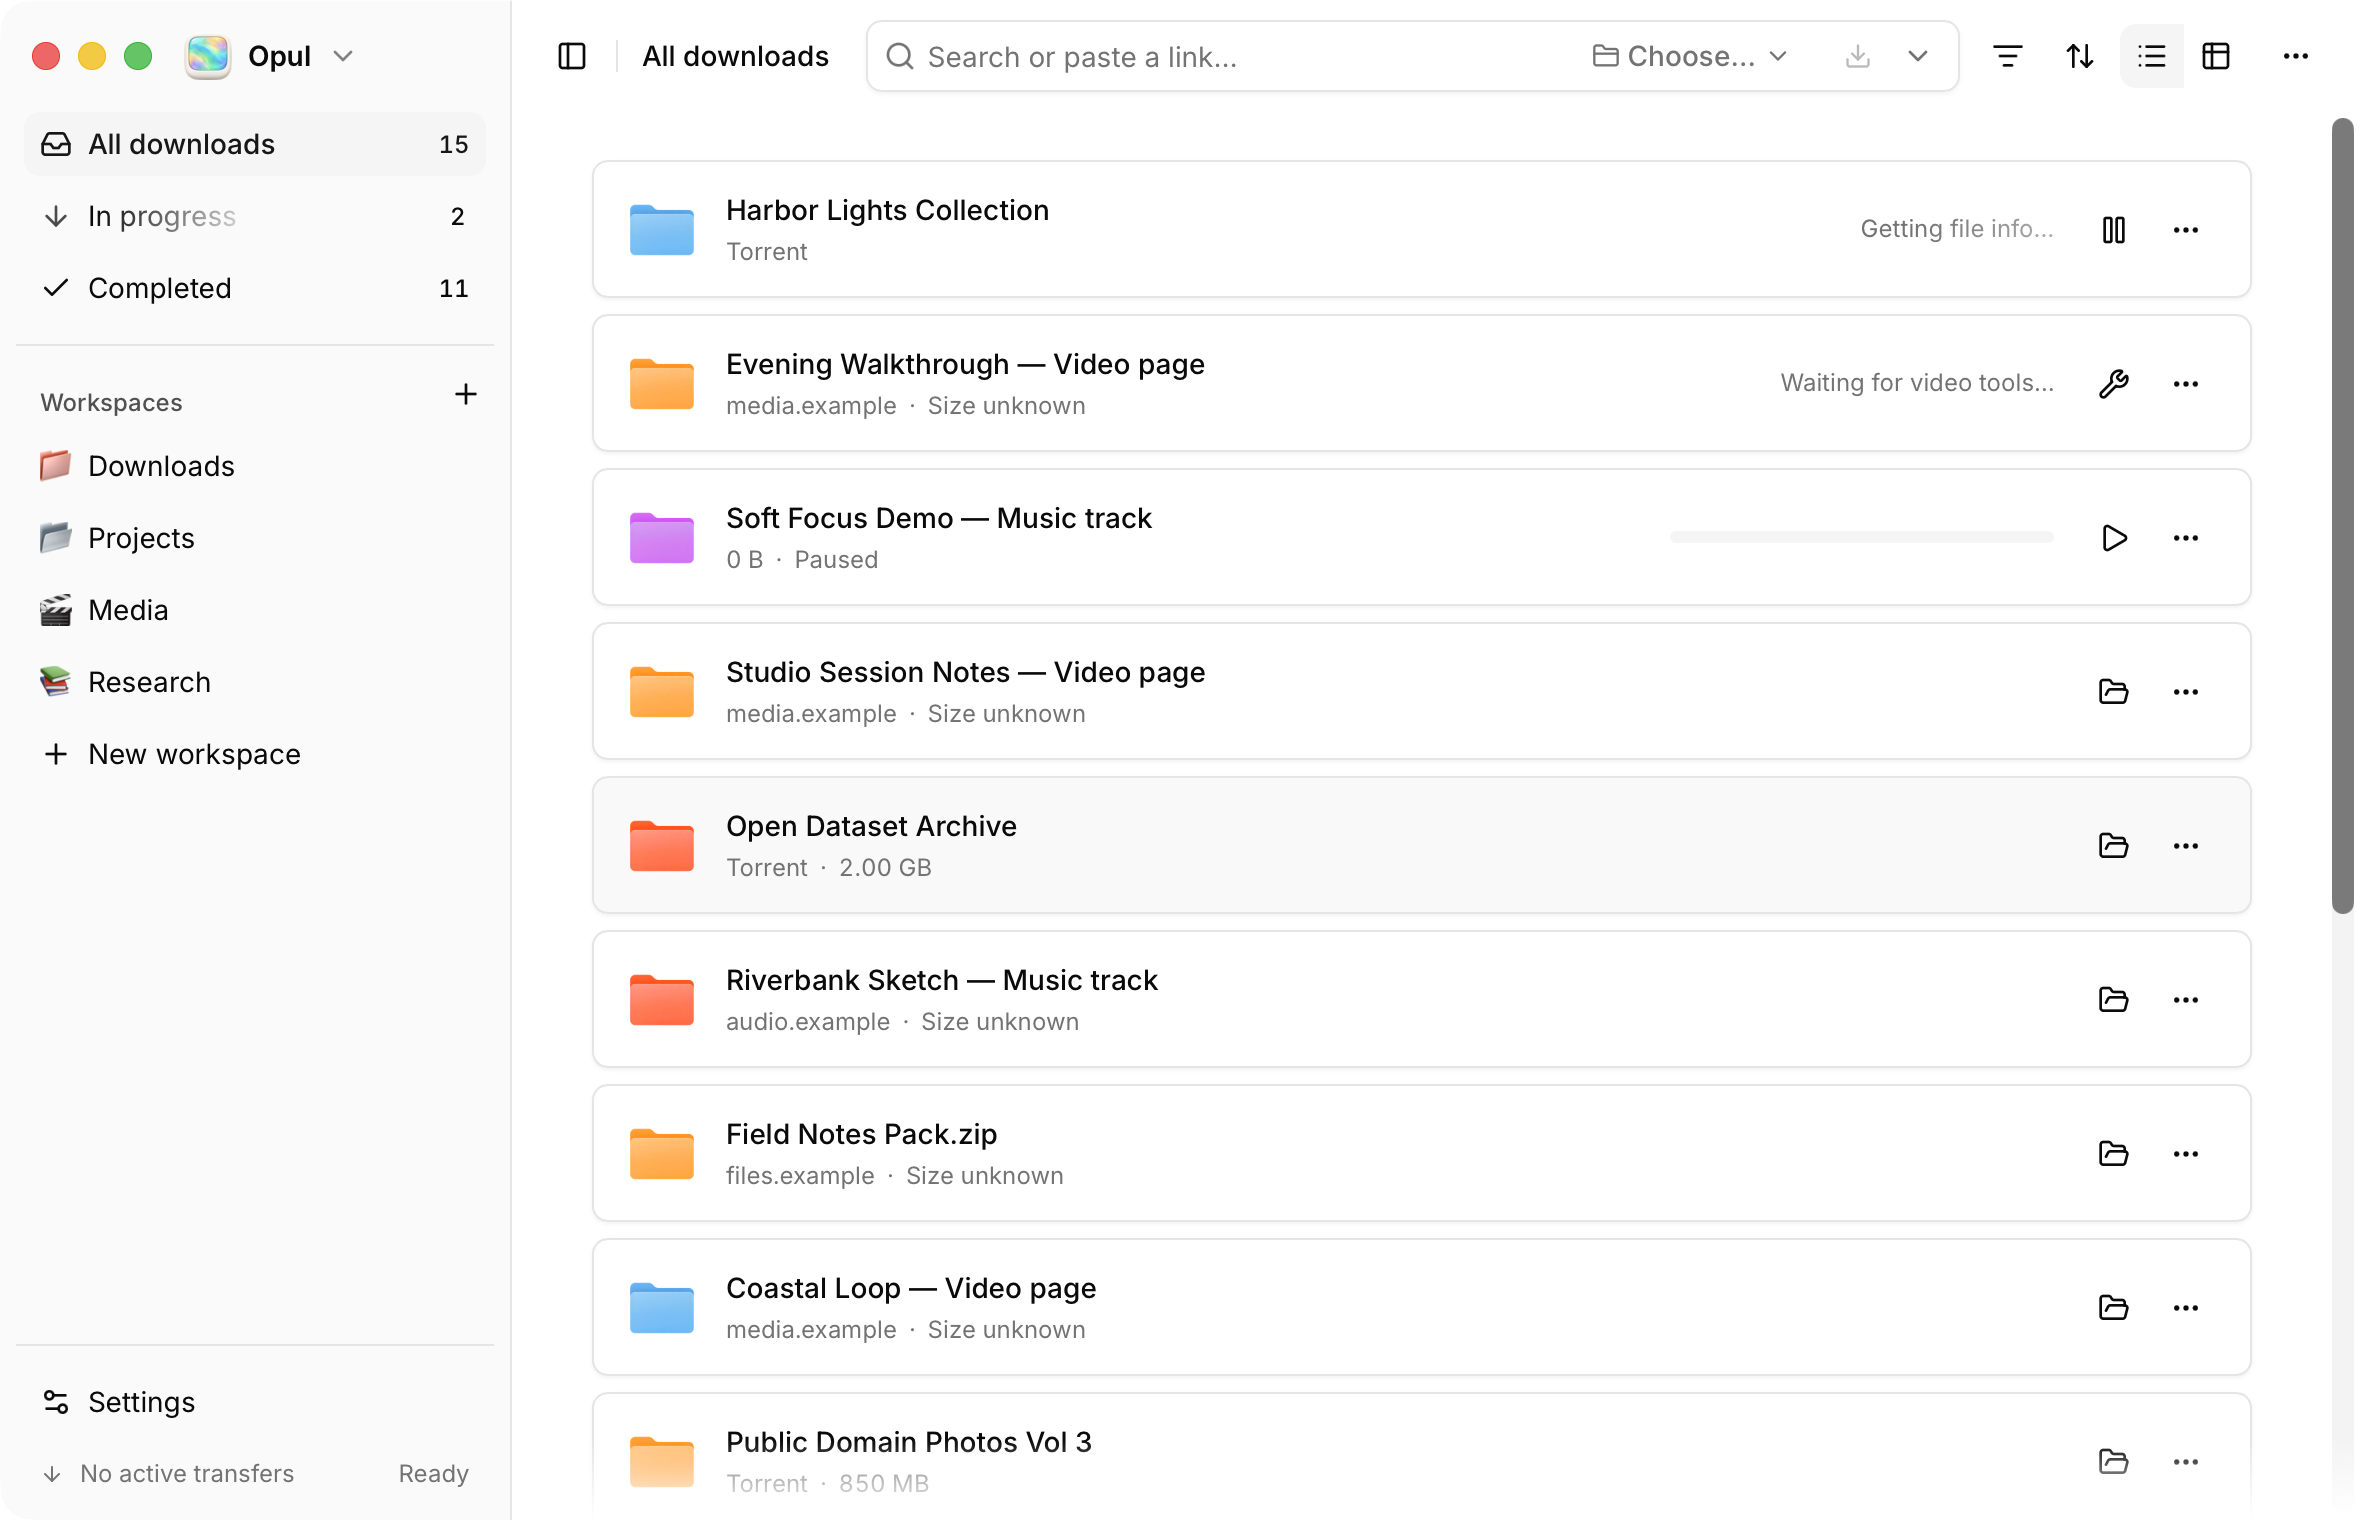 Opul
All downloads 15
In progress 2
Completed 11
Workspaces
Downloads
Projects
Media
Research
New workspace
Settings
No active transfers Ready
All downloads
Search or paste a link...
Choose...
Harbor Lights Collection
Torrent
Getting file info...
Evening Walkthrough — Video page
media.example · Size unknown
Waiting for video tools...
Soft Focus Demo — Music track
0 B · Paused
Studio Session Notes — Video page
media.example · Size unknown
Open Dataset Archive
Torrent · 2.00 GB
Riverbank Sketch — Music track
audio.example · Size unknown
Field Notes Pack.zip
files.example · Size unknown
Coastal Loop — Video page
media.example · Size unknown
Public Domain Photos Vol 3
Torrent · 850 MB